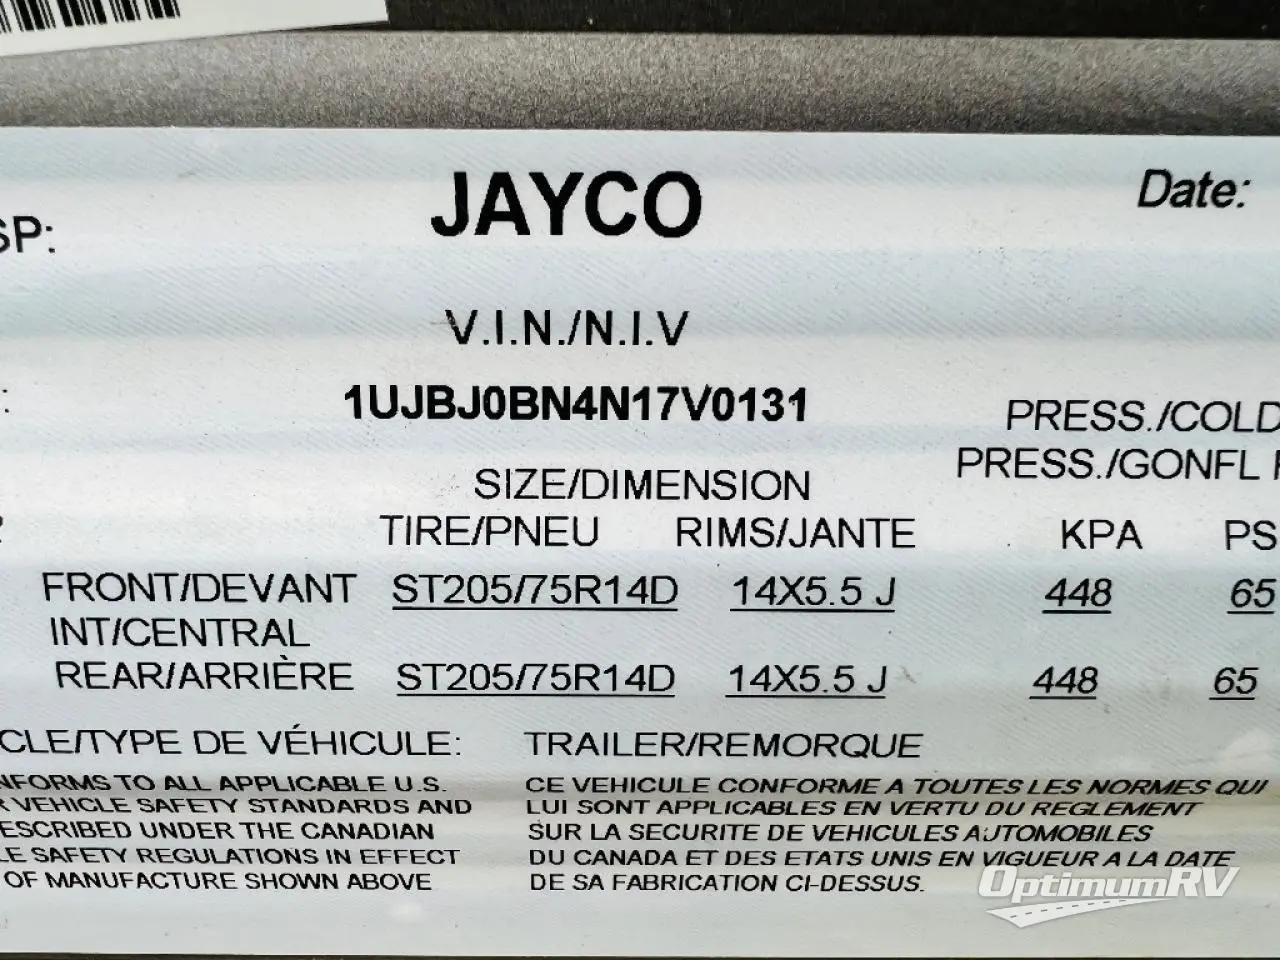 JAYCO
Date:
SP:
V.I.N./N.I.V
1UJBJ0BN4N17V0131
PRESS./COLD
PRESS./GONFL
SIZE/DIMENSION
TIRE/PNEU RIMS/JANTE KPA PS
FRONT/DEVANT ST205/75R14D 14X5.5 J 448 65
INT/CENTRAL
REAR/ARRIÈRE ST205/75R14D 14X5.5 J 448 65
CLE/TYPE DE VÉHICULE: TRAILER/REMORQUE
NFORMS TO ALL APPLICABLE U.S.
R VEHICLE SAFETY STANDARDS AND
ESCRIBED UNDER THE CANADIAN
LE SAFETY REGULATIONS IN EFFECT
OF MANUFACTURE SHOWN ABOVE
CE VEHICULE CONFORME A TOUTES LES NORMES QUI
LUI SONT APPLICABLES EN VERTU DU REGLEMENT
SUR LA SECURITE DE VEHICULES AUTOMOBILES
DU CANADA ET DES ETATS UNIS EN VIGUEUR A LA DATE
DE SA FABRICATION CI-DESSUS.
OptimumRV